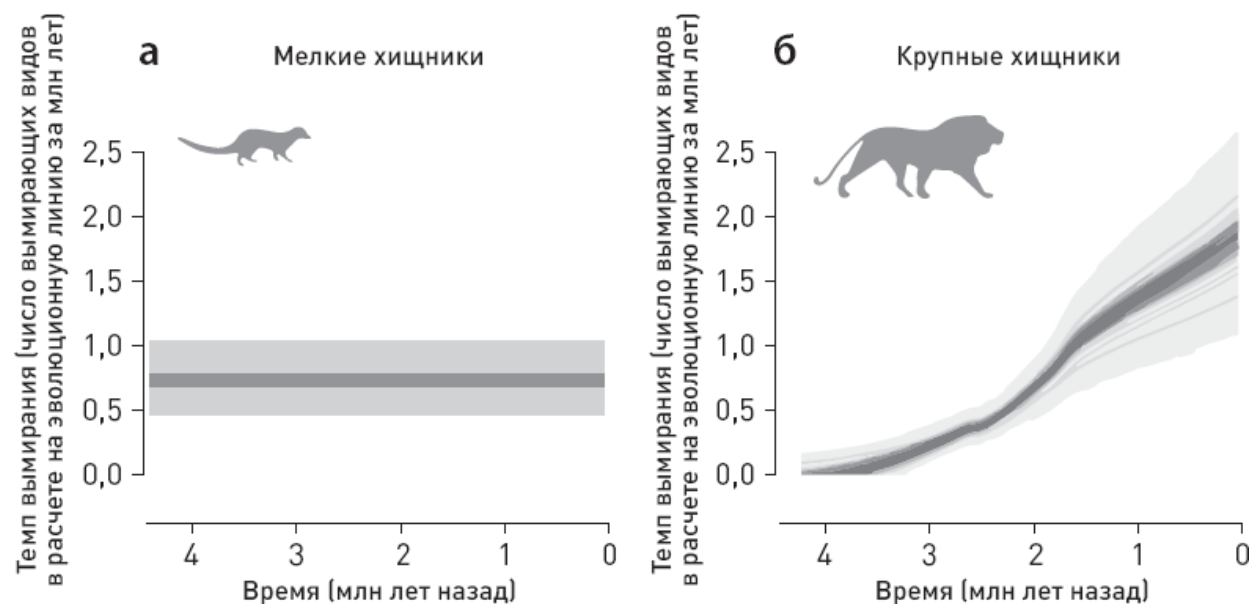 Темп вымирания (число вымирающих видов
в расчете на эволюционную линию за млн лет)
а
Мелкие хищники
2,5
2,0
1,5
1,0
0,5
0,0
4
3
2
1
0
Время (млн лет назад)
Темп вымирания (число вымирающих видов
в расчете на эволюционную линию за млн лет)
б
Крупные хищники
2,5
2,0
1,5
1,0
0,5
0,0
4
3
2
1
0
Время (млн лет назад)